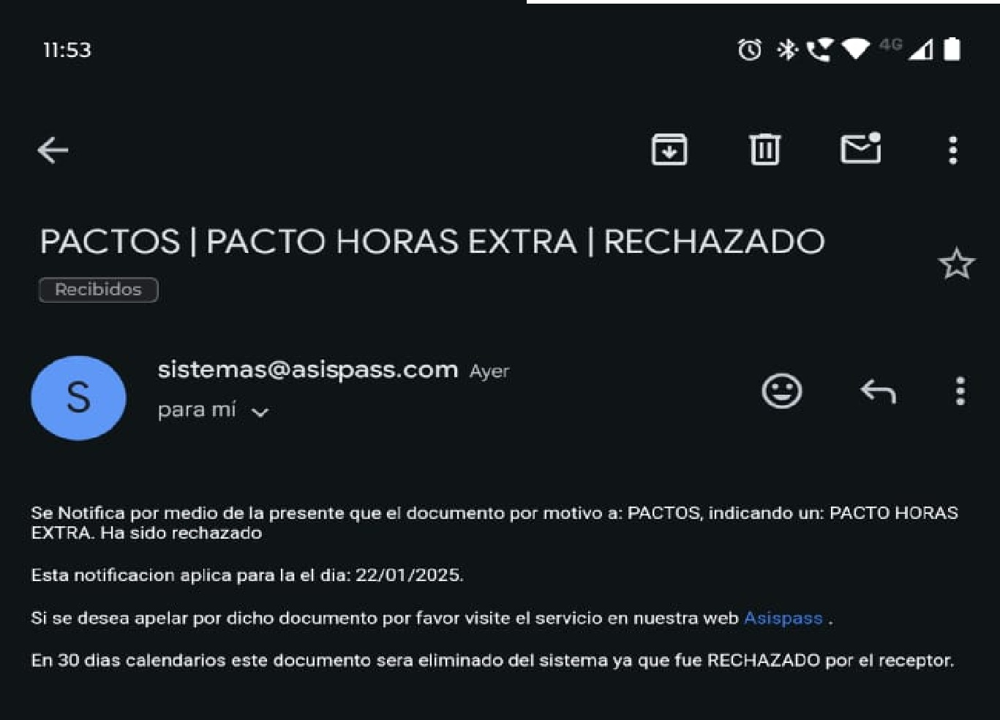 11:53
4G
PACTOS | PACTO HORAS EXTRA | RECHAZADO
Recibidos
S
sistemas@asispass.com Ayer
para mí
Se Notifica por medio de la presente que el documento por motivo a: PACTOS, indicando un: PACTO HORAS
EXTRA. Ha sido rechazado
Esta notificacion aplica para la el dia: 22/01/2025.
Si se desea apelar por dicho documento por favor visite el servicio en nuestra web Asispass .
En 30 dias calendarios este documento sera eliminado del sistema ya que fue RECHAZADO por el receptor.